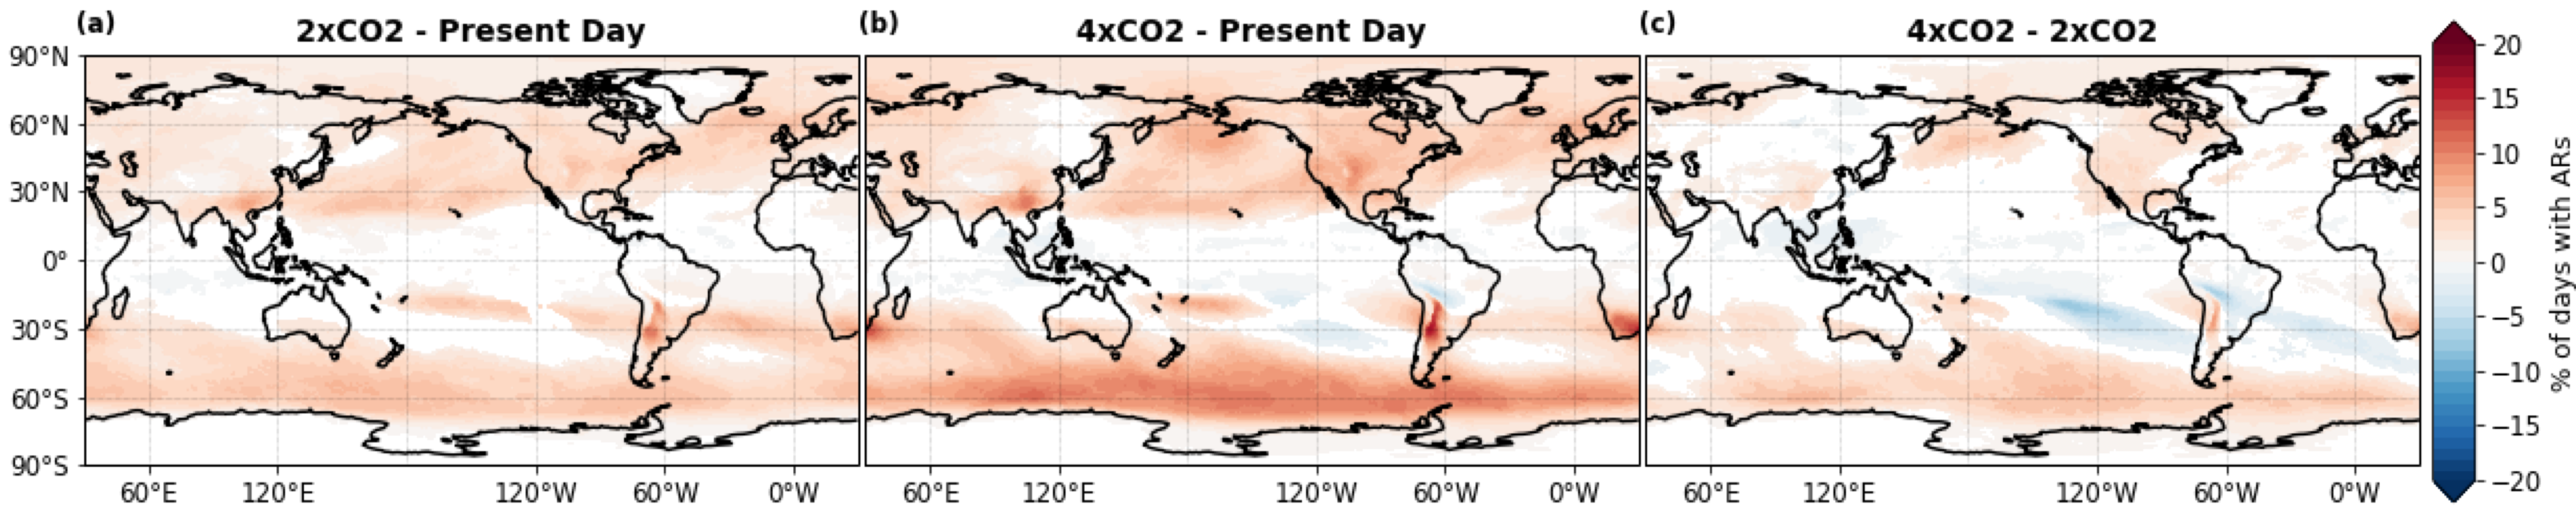 (a) 2xCO2 - Present Day
(b) 4xCO2 - Present Day
(c) 4xCO2 - 2xCO2
90°N
60°N
30°N
0°
30°S
60°S
90°S
60°E 120°E 120°W 60°W 0°W
60°E 120°E 120°W 60°W 0°W
60°E 120°E 120°W 60°W 0°W
20
15
10
5
0
−5
−10
−15
−20
% of days with ARs